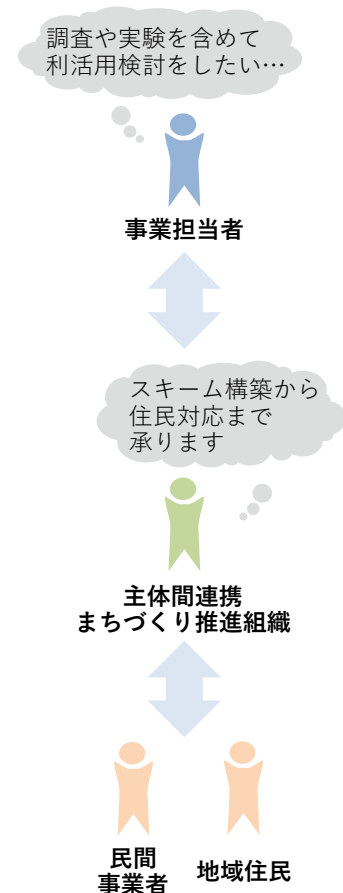 調査や実験を含めて
利活用検討をしたい…
事業担当者
スキーム構築から
住民対応まで
承ります
主体間連携
まちづくり推進組織
民間
事業者
地域住民